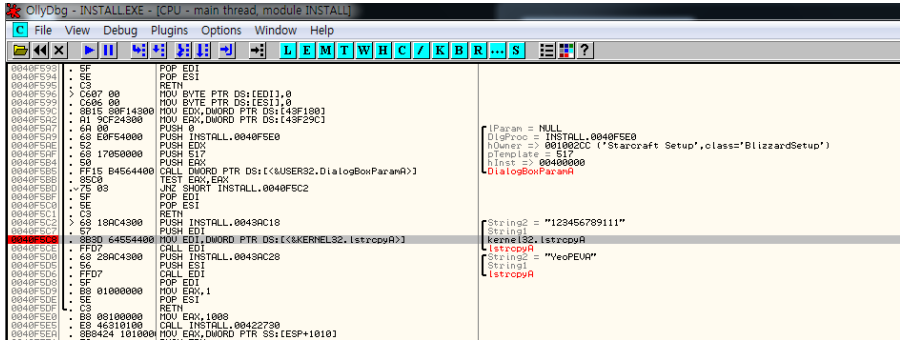 OllyDbg - INSTALL.EXE - [CPU - main thread, module INSTALL]
C File View Debug Plugins Options Window Help
L E M T W H C / K B R ... S ?
0040F593 . 5F POP EDI
0040F594 . 5E POP ESI
0040F595 . C3 RETN
0040F596 > C607 00 MOV BYTE PTR DS:[EDI],0
0040F599 . C606 00 MOV BYTE PTR DS:[ESI],0
0040F59C . 8B15 80F14300 MOV EDX,DWORD PTR DS:[43F180]
0040F5A2 . A1 9CF24300 MOV EAX,DWORD PTR DS:[43F29C]
0040F5A7 . 6A 00 PUSH 0 lParam = NULL
0040F5A9 . 68 E0F54000 PUSH INSTALL.0040F5E0 DlgProc = INSTALL.0040F5E0
0040F5AE . 52 PUSH EDX hOwner => 001002CC ('Starcraft Setup',class='BlizzardSetup')
0040F5AF . 68 17050000 PUSH 517 pTemplate = 517
0040F5B4 . 50 PUSH EAX hInst => 00400000
0040F5B5 . FF15 B4564400 CALL DWORD PTR DS:[<&USER32.DialogBoxParamA>] DialogBoxParamA
0040F5BB . 85C0 TEST EAX,EAX
0040F5BD .v75 03 JNZ SHORT INSTALL.0040F5C2
0040F5BF . 5F POP EDI
0040F5C0 . 5E POP ESI
0040F5C1 . C3 RETN
0040F5C2 > 68 18AC4300 PUSH INSTALL.0043AC18 String2 = "123456789111"
0040F5C7 . 57 PUSH EDI String1
0040F5C8 . 8B3D 64554400 MOV EDI,DWORD PTR DS:[<&KERNEL32.lstrcpyA>] kernel32.lstrcpyA
0040F5CE . FFD7 CALL EDI lstrcpyA
0040F5D0 . 68 28AC4300 PUSH INSTALL.0043AC28 String2 = "YeoPEVA"
0040F5D5 . 56 PUSH ESI String1
0040F5D6 . FFD7 CALL EDI lstrcpyA
0040F5D8 . 5F POP EDI
0040F5D9 . B8 01000000 MOV EAX,1
0040F5DE . 5E POP ESI
0040F5DF . C3 RETN
0040F5E0 . B8 08100000 MOV EAX,1008
0040F5E5 . E8 46310100 CALL INSTALL.00422730
0040F5EA . 8B8424 101000 MOV EAX,DWORD PTR SS:[ESP+1010]